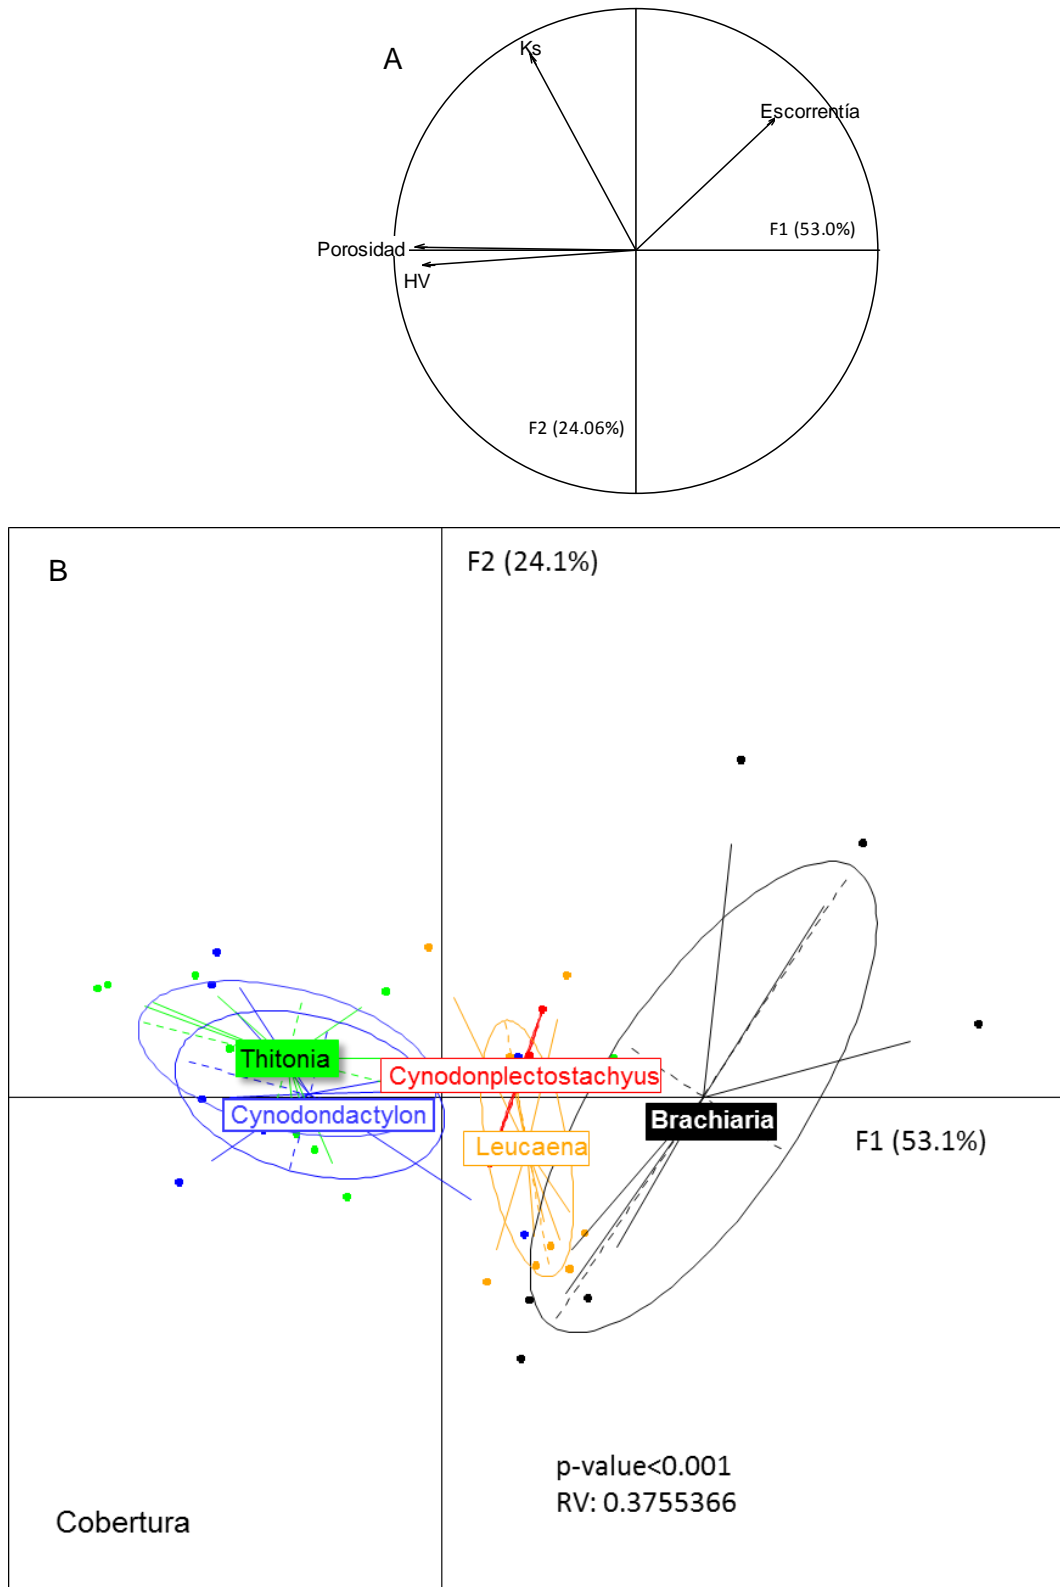 A
Ks
Escorrentía
F1 (53.0%)
Porosidad
HV
F2 (24.06%)
B
F2 (24.1%)
Thitonia
Cynodonplectostachyus
Cynodondactylon
Brachiaria
Leucaena
F1 (53.1%)
p-value<0.001
RV: 0.3755366
Cobertura